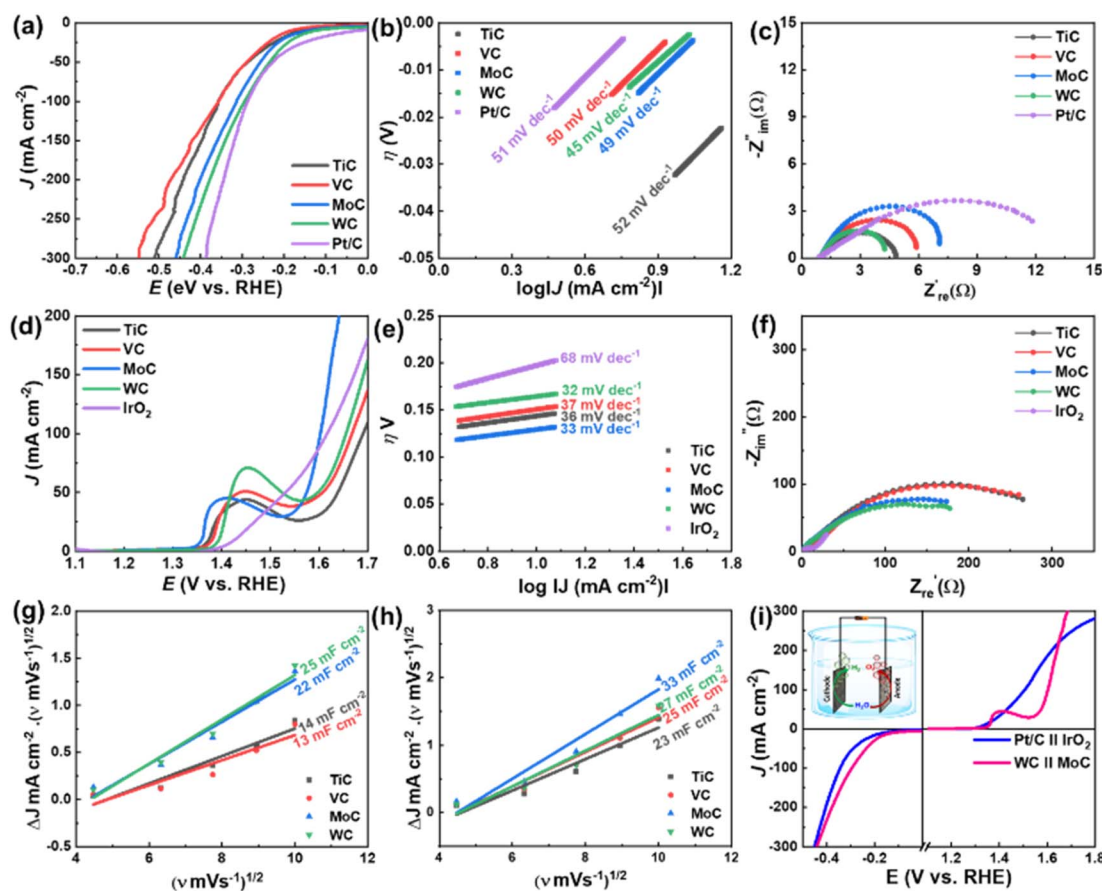 (a)
0
-50
-100
-150
-200
-250
-300
J (mA cm-2)
TiC
VC
MoC
WC
Pt/C
-0.7 -0.6 -0.5 -0.4 -0.3 -0.2 -0.1 0.0
E (eV vs. RHE)
(b)
0.00
-0.01
-0.02
-0.03
-0.04
-0.05
η (V)
TiC
VC
MoC
WC
Pt/C
51 mV dec-1
50 mV dec-1
45 mV dec-1
49 mV dec-1
52 mV dec-1
0.0 0.3 0.6 0.9 1.2
logIJ (mA cm-2)I
(c)
15
12
9
6
3
0
-Z"im(Ω)
TiC
VC
MoC
WC
Pt/C
0 3 6 9 12 15
Z're(Ω)
(d)
200
150
100
50
0
J (mA cm-2)
TiC
VC
MoC
WC
IrO2
1.1 1.2 1.3 1.4 1.5 1.6 1.7
E (V vs. RHE)
(e)
0.25
0.20
0.15
0.10
0.05
0.00
η V
68 mV dec-1
32 mV dec-1
37 mV dec-1
36 mV dec-1
33 mV dec-1
TiC
VC
MoC
WC
IrO2
0.0 0.3 0.6 0.9 1.2 1.5 1.8
log IJ (mA cm-2)I
(f)
300
200
100
0
-Zim"(Ω)
TiC
VC
MoC
WC
IrO2
0 100 200 300
Zre'(Ω)
(g)
2.0
1.5
1.0
0.5
0.0
-0.5
ΔJ mA cm-2 .(ν mVs-1)1/2
25 mF cm-2
22 mF cm-2
14 mF cm-2
13 mF cm-2
TiC
VC
MoC
WC
4 6 8 10 12
(ν mVs-1)1/2
(h)
3
2
1
0
ΔJ mA cm-2 .(ν mVs-1)1/2
33 mF cm-2
27 mF cm-2
25 mF cm-2
23 mF cm-2
TiC
VC
MoC
WC
4 6 8 10 12
(ν mVs-1)1/2
(i)
300
200
100
0
-100
-200
-300
J (mA cm-2)
Cathode
H2
H2O
O2
Anode
Pt/C II IrO2
WC II MoC
-0.4 -0.2 1.2 1.4 1.6 1.8
E (V vs. RHE)